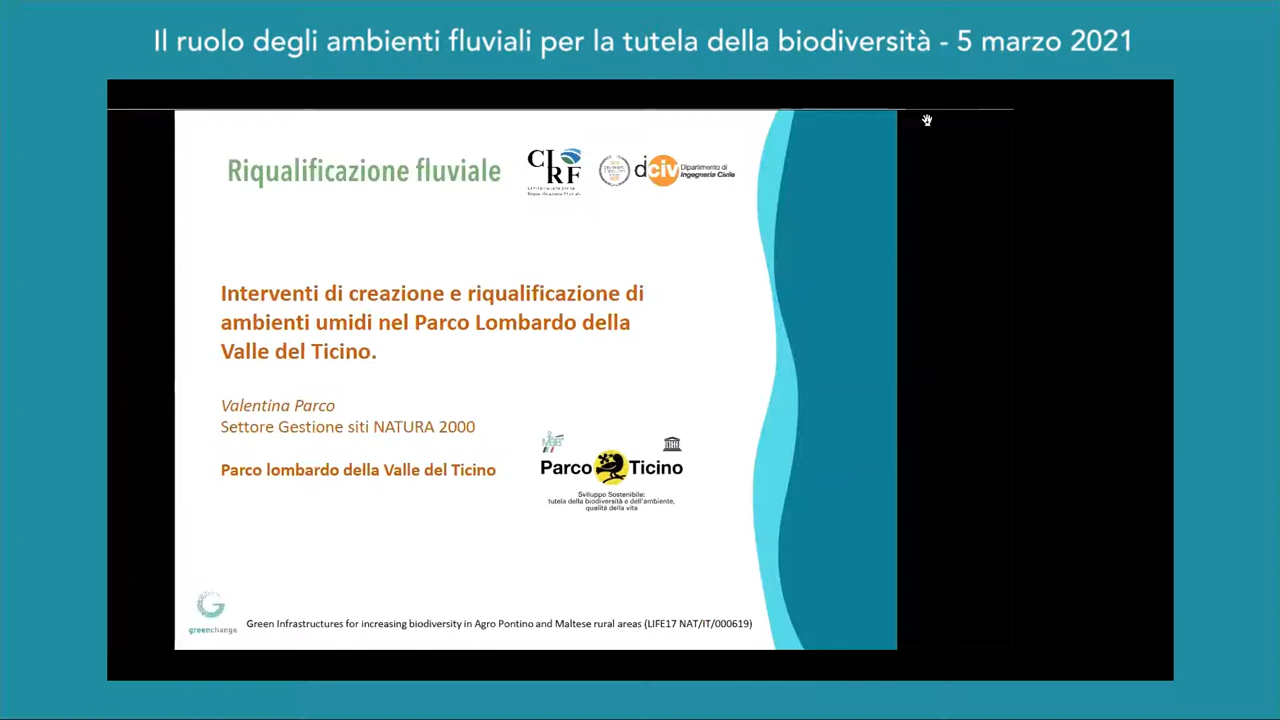 Il ruolo degli ambienti fluviali per la tutela della biodiversità - 5 marzo 2021
Riqualificazione fluviale
CIRF
dciv
Dipartimento di
Ingegneria Civile
Interventi di creazione e riqualificazione di
ambienti umidi nel Parco Lombardo della
Valle del Ticino.
Valentina Parco
Settore Gestione siti NATURA 2000
Parco lombardo della Valle del Ticino
MAB
Parco Ticino
Sviluppo Sostenibile:
tutela della biodiversità e dell'ambiente,
qualità della vita
greenchange
Green Infrastructures for increasing biodiversity in Agro Pontino and Maltese rural areas (LIFE17 NAT/IT/000619)